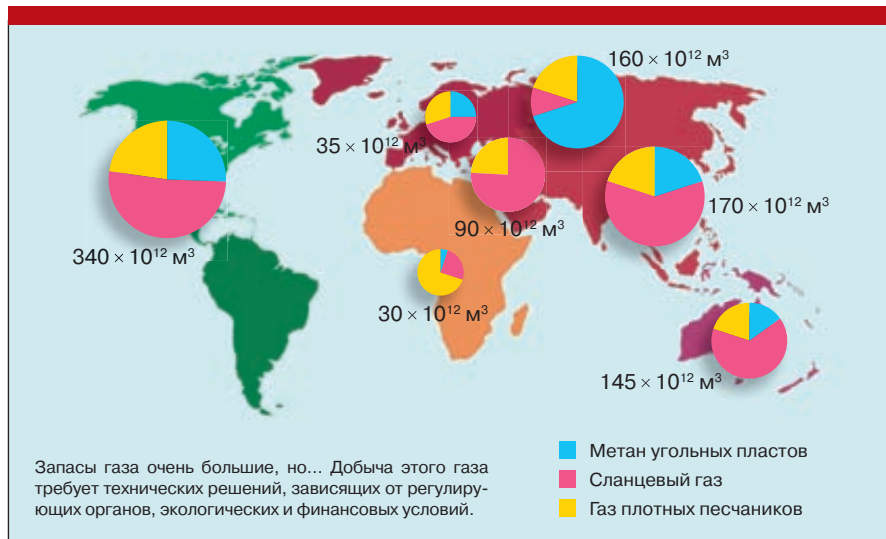 160 × 10¹² м³
35 × 10¹² м³
340 × 10¹² м³
90 × 10¹² м³
170 × 10¹² м³
30 × 10¹² м³
145 × 10¹² м³
Запасы газа очень большие, но... Добыча этого газа
требует технических решений, зависящих от регулиру-
ющих органов, экологических и финансовых условий.
Метан угольных пластов
Сланцевый газ
Газ плотных песчаников